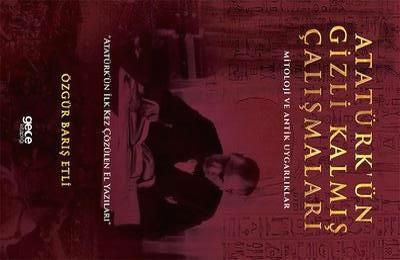 ATATÜRK'ÜN
GİZLİ KALMIŞ
ÇALIŞMALARI
MİTOLOJİ VE ANTİK UYGARLIKLAR
"ATATÜRK'ÜN İLK KEZ ÇÖZÜLEN EL YAZILARI"
ÖZGÜR BARIŞ ETLİ
gece